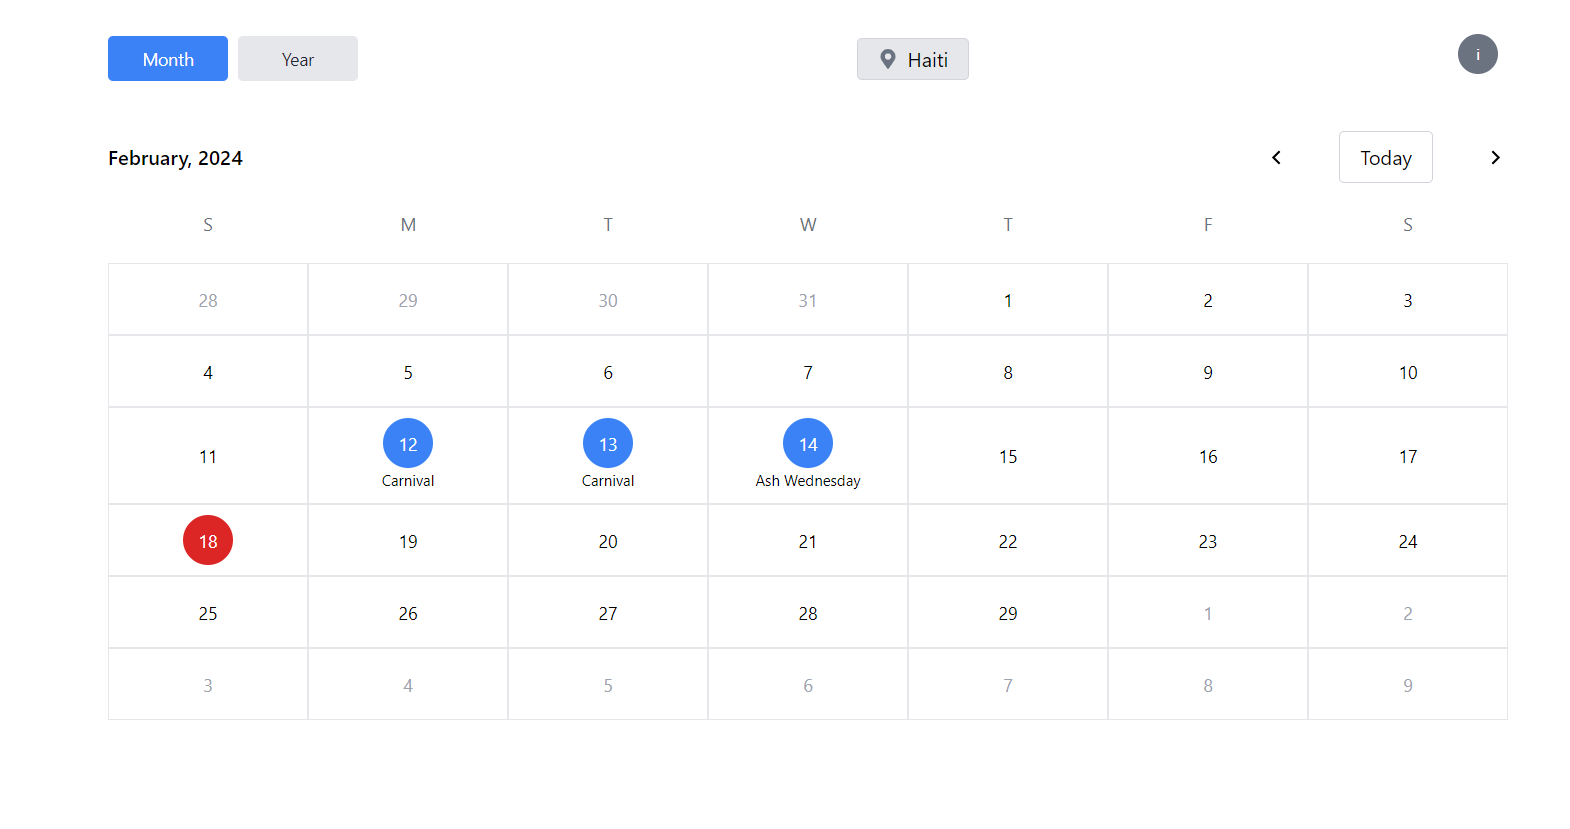 Month Year Haiti i
February, 2024 Today
S M T W T F S
28 29 30 31 1 2 3
4 5 6 7 8 9 10
11 12 13 14 15 16 17
Carnival Carnival Ash Wednesday
18 19 20 21 22 23 24
25 26 27 28 29 1 2
3 4 5 6 7 8 9